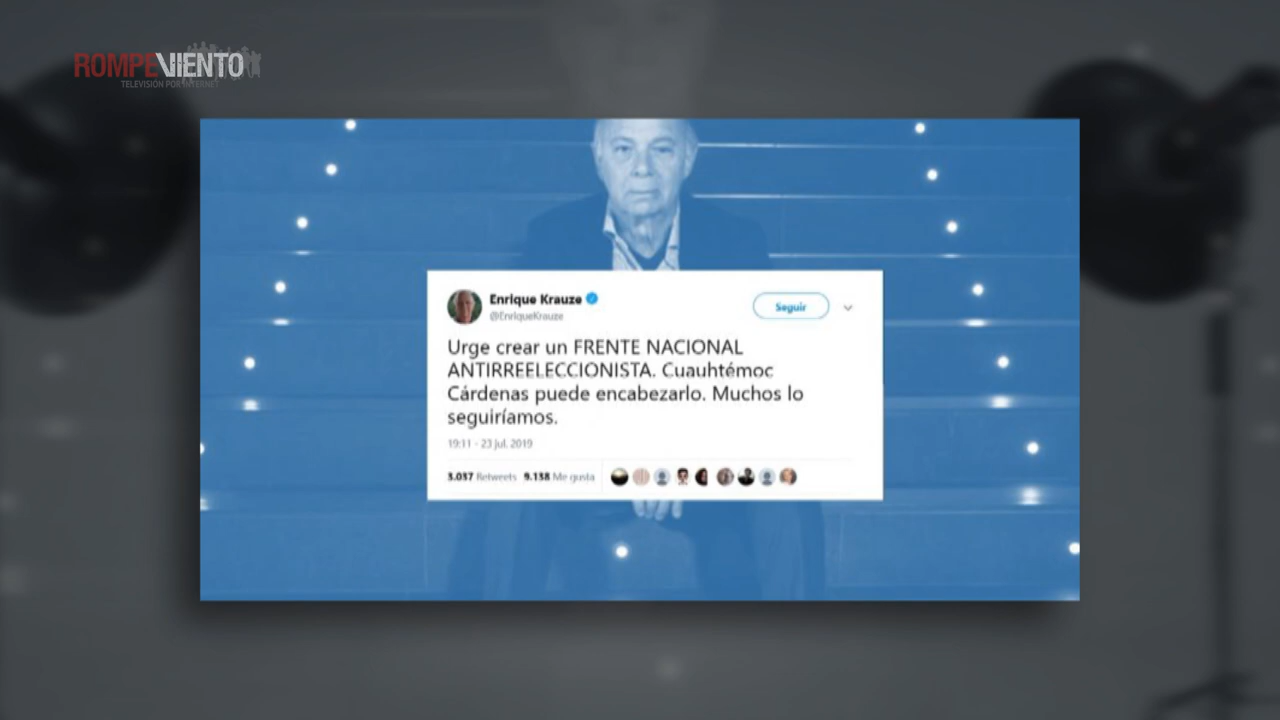 ROMPEVIENTO
TELEVISIÓN POR INTERNET
Enrique Krauze
@EnriqueKrauze
Seguir
Urge crear un FRENTE NACIONAL
ANTIRREELECCIONISTA. Cuauhtémoc
Cárdenas puede encabezarlo. Muchos lo
seguiríamos.
19:11 - 23 jul. 2019
3.037 Retweets 9.138 Me gusta